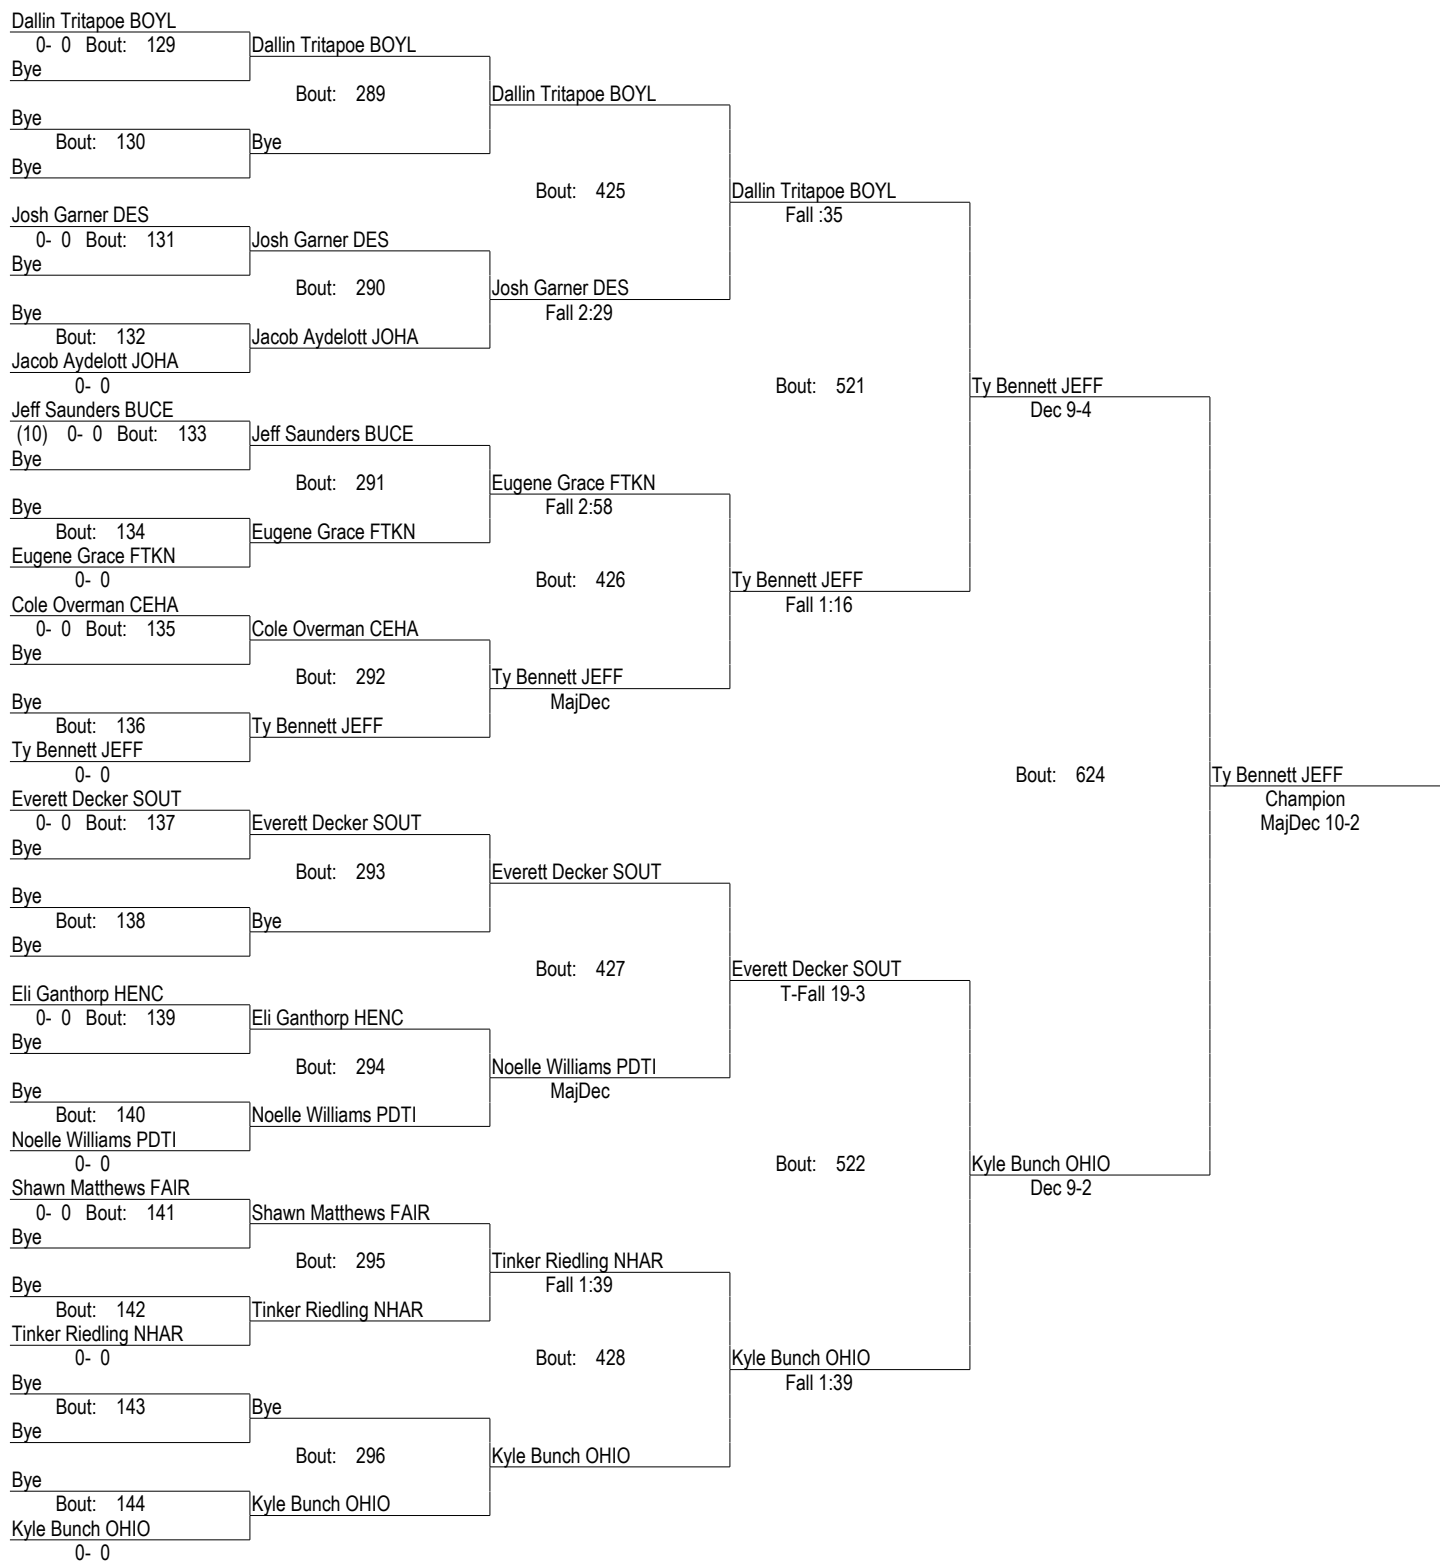 Dallin Tritapoe BOYL
0- 0 Bout: 129 Dallin Tritapoe BOYL
Bye
Bout: 289 Dallin Tritapoe BOYL
Bye
Bout: 130 Bye
Bye
Bout: 425 Dallin Tritapoe BOYL
Josh Garner DES Fall :35
0- 0 Bout: 131 Josh Garner DES
Bye
Bout: 290 Josh Garner DES
Bye Fall 2:29
Bout: 132 Jacob Aydelott JOHA
Jacob Aydelott JOHA
0- 0 Bout: 521 Ty Bennett JEFF
Jeff Saunders BUCE Dec 9-4
(10) 0- 0 Bout: 133 Jeff Saunders BUCE
Bye
Bout: 291 Eugene Grace FTKN
Bye Fall 2:58
Bout: 134 Eugene Grace FTKN
Eugene Grace FTKN
0- 0 Bout: 426 Ty Bennett JEFF
Cole Overman CEHA Fall 1:16
0- 0 Bout: 135 Cole Overman CEHA
Bye
Bout: 292 Ty Bennett JEFF
Bye MajDec
Bout: 136 Ty Bennett JEFF
Ty Bennett JEFF
0- 0 Bout: 624 Ty Bennett JEFF
Everett Decker SOUT Champion
0- 0 Bout: 137 Everett Decker SOUT MajDec 10-2
Bye
Bout: 293 Everett Decker SOUT
Bye
Bout: 138 Bye
Bye
Bout: 427 Everett Decker SOUT
Eli Ganthorp HENC T-Fall 19-3
0- 0 Bout: 139 Eli Ganthorp HENC
Bye
Bout: 294 Noelle Williams PDTI
Bye MajDec
Bout: 140 Noelle Williams PDTI
Noelle Williams PDTI
0- 0 Bout: 522 Kyle Bunch OHIO
Shawn Matthews FAIR Dec 9-2
0- 0 Bout: 141 Shawn Matthews FAIR
Bye
Bout: 295 Tinker Riedling NHAR
Bye Fall 1:39
Bout: 142 Tinker Riedling NHAR
Tinker Riedling NHAR
0- 0 Bout: 428 Kyle Bunch OHIO
Bye Fall 1:39
Bout: 143 Bye
Bye
Bout: 296 Kyle Bunch OHIO
Bye
Bout: 144 Kyle Bunch OHIO
Kyle Bunch OHIO
0- 0